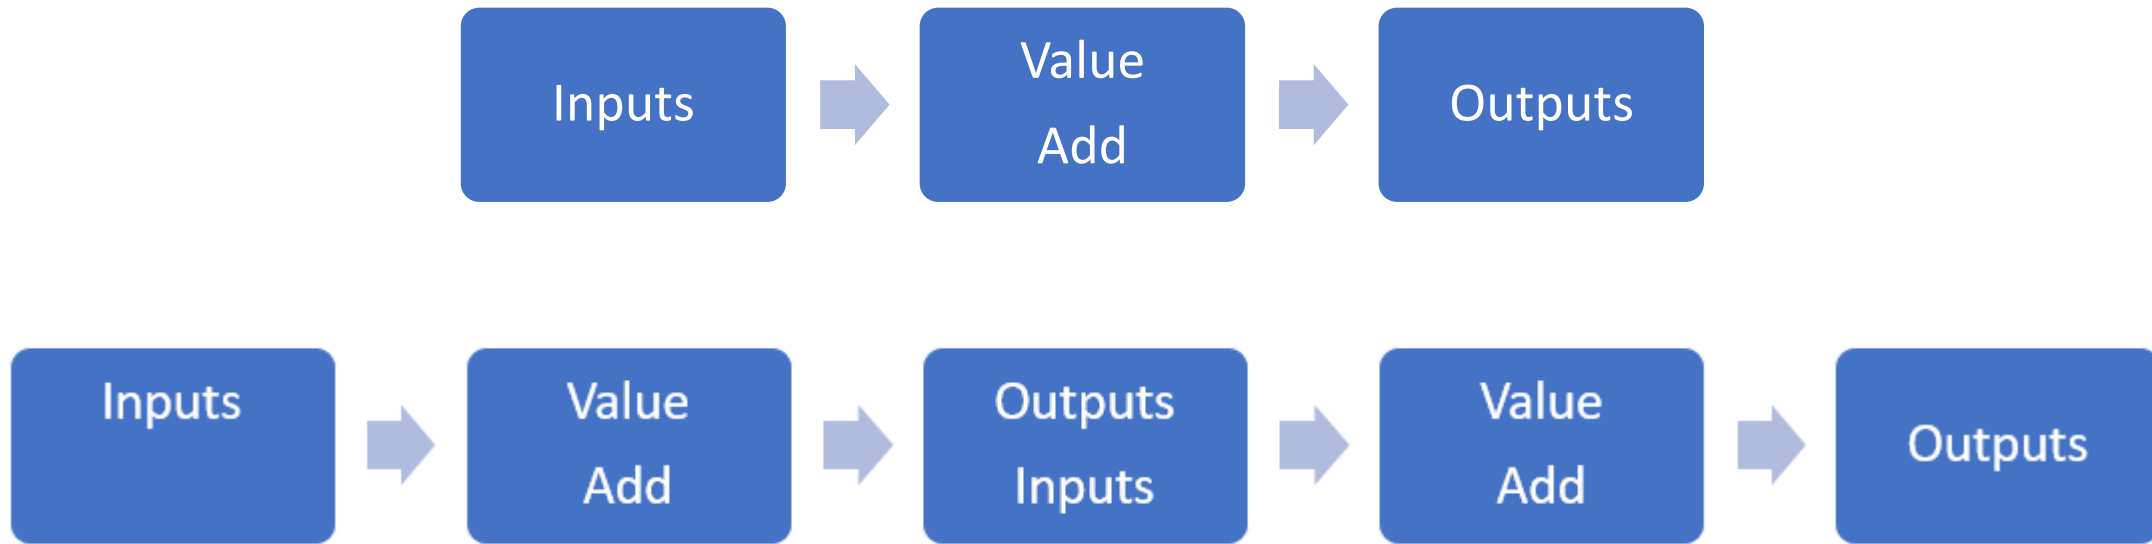 Inputs
Value
Add
Outputs
Inputs
Value
Add
Outputs
Inputs
Value
Add
Outputs